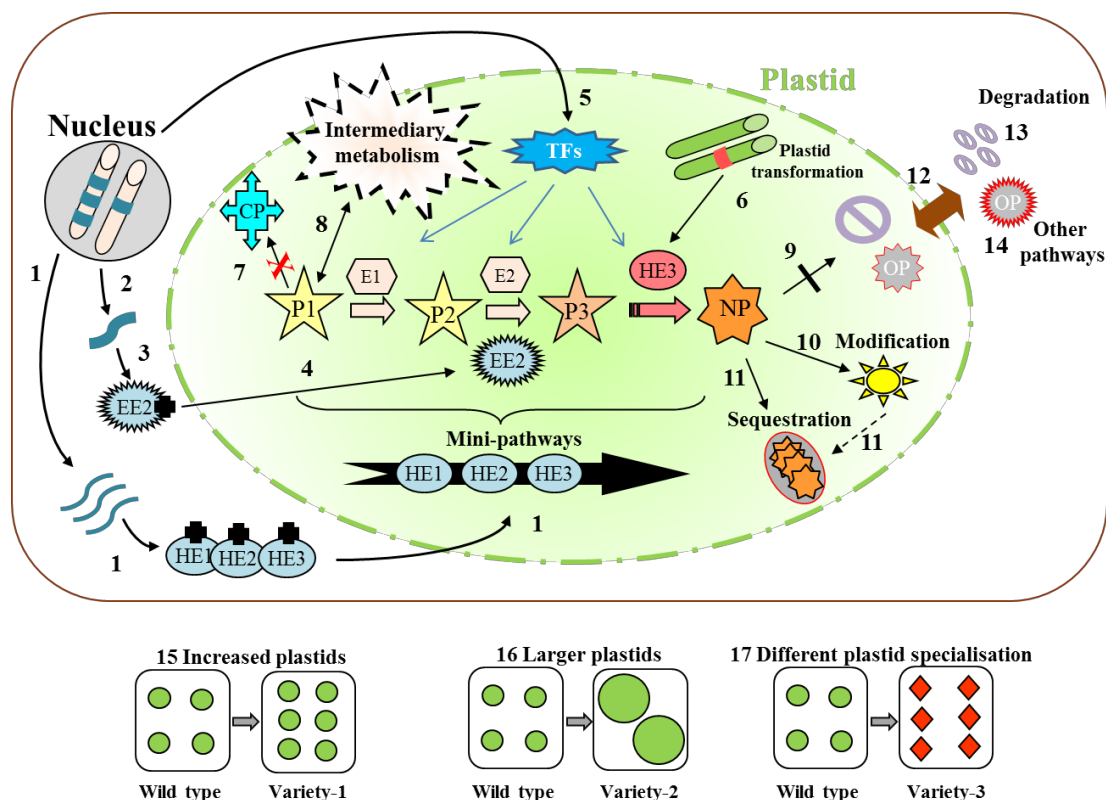 Plastid
Degradation
13
Nucleus
5
Intermediary
metabolism
TFs
Plastid
transformation
6
12
OP
Other
14 pathways
CP
8
7
1
2
9
OP
E1
E2
HE3
P1
P2
P3
NP
3
4
EE2
EE2
10
Modification
11
Sequestration
11
Mini-pathways
HE1 HE2 HE3
1
1
HE1 HE2 HE3
15 Increased plastids
16 Larger plastids
17 Different plastid specialisation
Wild type
Variety-1
Wild type
Variety-2
Wild type
Variety-3